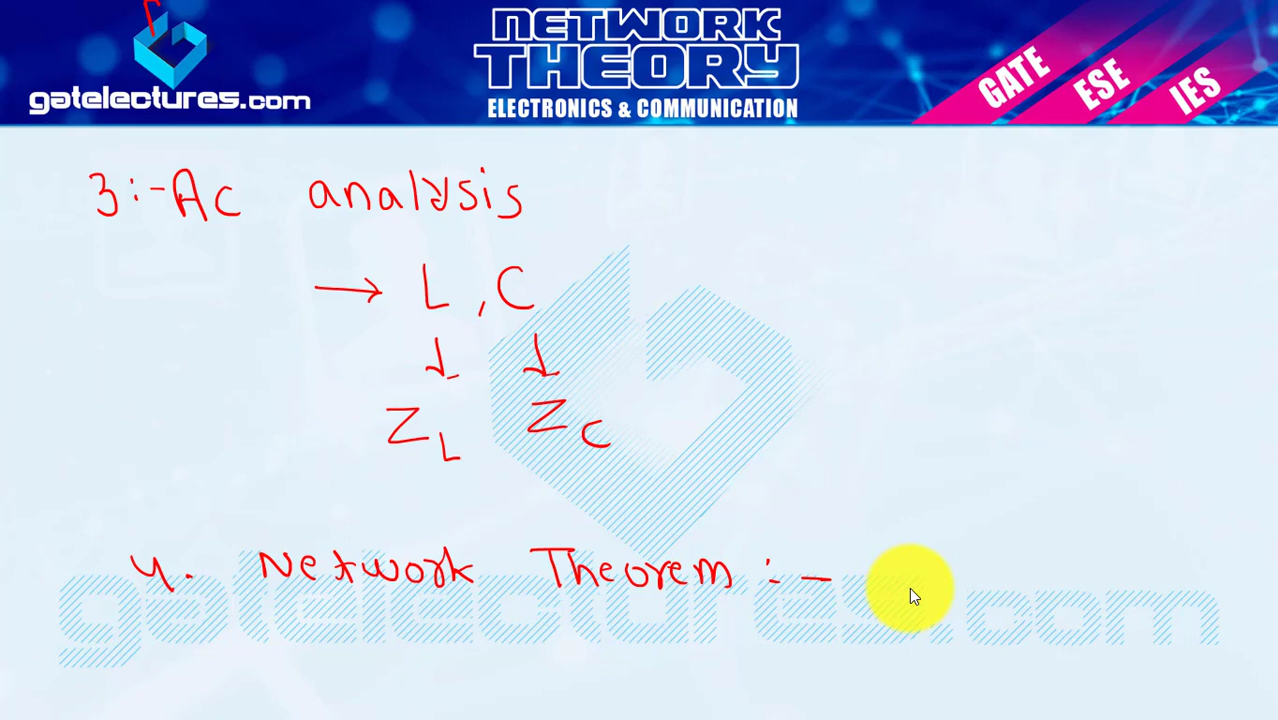 NETWORK
THEORY
ELECTRONICS & COMMUNICATION
gatelectures.com
GATE
ESE
IES
3:- AC analysis
→ L , C
↓ ↓
Z_L Z_C
4. Network Theorem :-
gatelectures.com